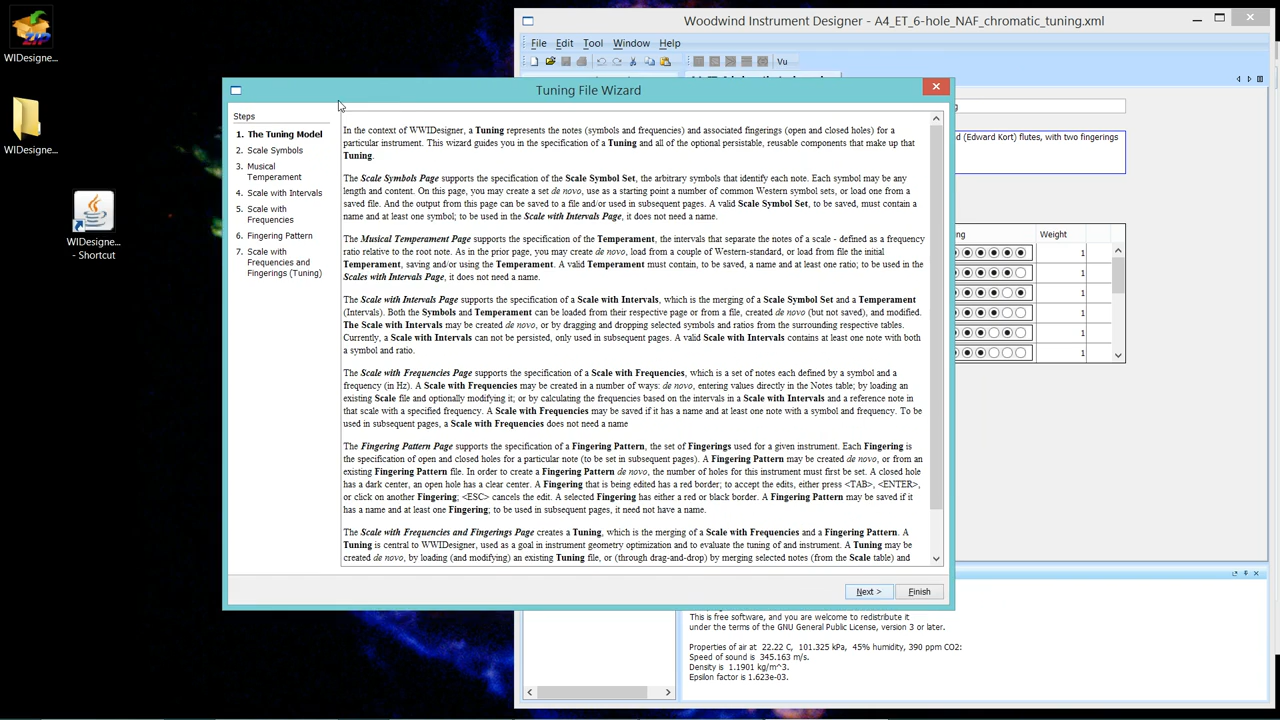 WIDesigne...
WIDesigne...
WIDesigne...
- Shortcut
Woodwind Instrument Designer - A4_ET_6-hole_NAF_chromatic_tuning.xml
File Edit Tool Window Help
Vu
Tuning File Wizard
Steps
1. The Tuning Model
2. Scale Symbols
3. Musical
Temperament
4. Scale with Intervals
5. Scale with
Frequencies
6. Fingering Pattern
7. Scale with
Frequencies and
Fingerings (Tuning)
In the context of WWIDesigner, a Tuning represents the notes (symbols and frequencies) and associated fingerings (open and closed holes) for a
particular instrument. This wizard guides you in the specification of a Tuning and all of the optional persistable, reusable components that make up that
Tuning.
The Scale Symbols Page supports the specification of the Scale Symbol Set, the arbitrary symbols that identify each note. Each symbol may be any
length and content. On this page, you may create a set de novo, use as a starting point a number of common Western symbol sets, or load one from a
saved file. And the output from this page can be saved to a file and/or used in subsequent pages. A valid Scale Symbol Set, to be saved, must contain a
name and at least one symbol; to be used in the Scale with Intervals Page, it does not need a name.
The Musical Temperament Page supports the specification of the Temperament, the intervals that separate the notes of a scale - defined as a frequency
ratio relative to the root note. As in the prior page, you may create de novo, load from a couple of Western-standard, or load from file the initial
Temperament, saving and/or using the Temperament. A valid Temperament must contain, to be saved, a name and at least one ratio; to be used in the
Scales with Intervals Page, it does not need a name.
The Scale with Intervals Page supports the specification of a Scale with Intervals, which is the merging of a Scale Symbol Set and a Temperament
(Intervals). Both the Symbols and Temperament can be loaded from their respective page or from a file, created de novo (but not saved), and modified.
The Scale with Intervals may be created de novo, or by dragging and dropping selected symbols and ratios from the surrounding respective tables.
Currently, a Scale with Intervals can not be persisted, only used in subsequent pages. A valid Scale with Intervals contains at least one note with both
a symbol and ratio.
The Scale with Frequencies Page supports the specification of a Scale with Frequencies, which is a set of notes each defined by a symbol and a
frequency (in Hz). A Scale with Frequencies may be created in a number of ways: de novo, entering values directly in the Notes table; by loading an
existing Scale file and optionally modifying it; or by calculating the frequencies based on the intervals in a Scale with Intervals and a reference note in
that scale with a specified frequency. A Scale with Frequencies may be saved if it has a name and at least one note with a symbol and frequency. To be
used in subsequent pages, a Scale with Frequencies does not need a name
The Fingering Pattern Page supports the specification of a Fingering Pattern, the set of Fingerings used for a given instrument. Each Fingering is
the specification of open and closed holes for a particular note (to be set in subsequent pages). A Fingering Pattern may be created de novo, or from an
existing Fingering Pattern file. In order to create a Fingering Pattern de novo, the number of holes for this instrument must first be set. A closed hole
has a dark center, an open hole has a clear center. A Fingering that is being edited has a red border; to accept the edits, either press <TAB>, <ENTER>,
or click on another Fingering; <ESC> cancels the edit. A selected Fingering has either a red or black border. A Fingering Pattern may be saved if it
has a name and at least one Fingering; to be used in subsequent pages, it need not have a name.
The Scale with Frequencies and Fingerings Page creates a Tuning, which is the merging of a Scale with Frequencies and a Fingering Pattern. A
Tuning is central to WWIDesigner, used as a goal in instrument geometry optimization and to evaluate the tuning of and instrument. A Tuning may be
created de novo, by loading (and modifying) an existing Tuning file, or (through drag-and-drop) by merging selected notes (from the Scale table) and
Next > Finish
d (Edward Kort) flutes, with two fingerings
Weight
1
1
1
1
1
1
This is free software, and you are welcome to redistribute it
under the terms of the GNU General Public License, version 3 or later.
Properties of air at 22.22 C, 101.325 kPa, 45% humidity, 390 ppm CO2:
Speed of sound is 345.163 m/s.
Density is 1.1901 kg/m^3.
Epsilon factor is 1.623e-03.